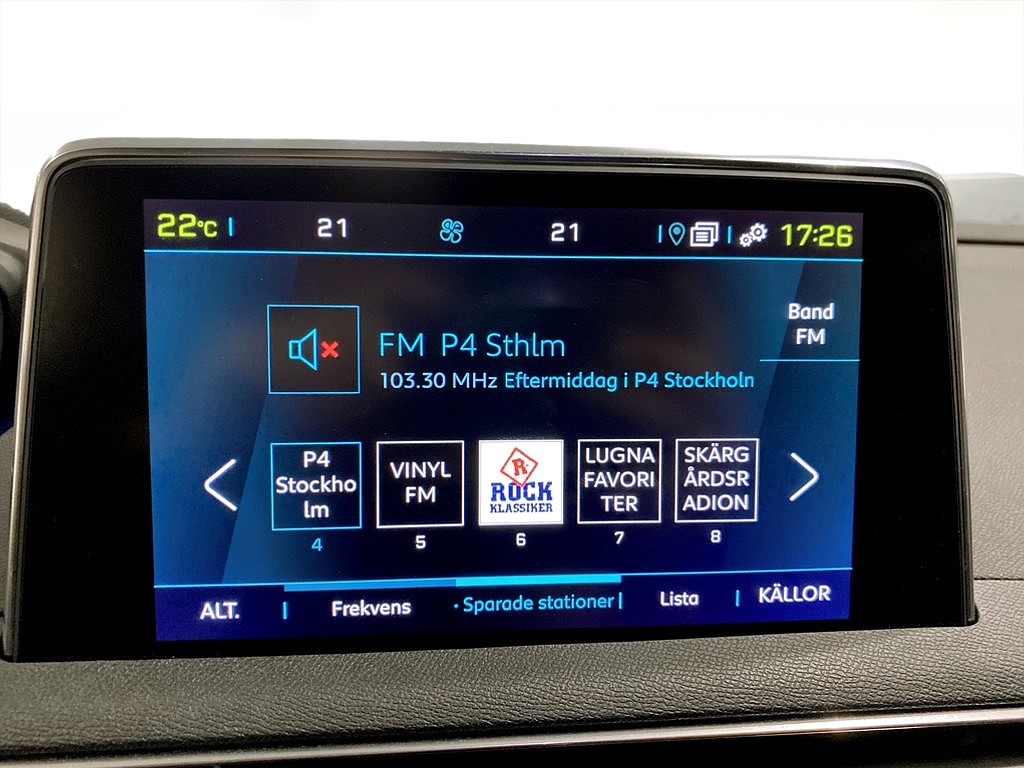 22°C 21 21 17:26
Band
FM
FM P4 Sthlm
103.30 MHz Eftermiddag i P4 Stockholn
P4
Stockho
lm
4
VINYL
FM
5
R
ROCK
KLASSIKER
6
LUGNA
FAVORI
TER
7
SKÄRG
ÅRDSR
ADION
8
ALT. Frekvens • Sparade stationer Lista KÄLLOR